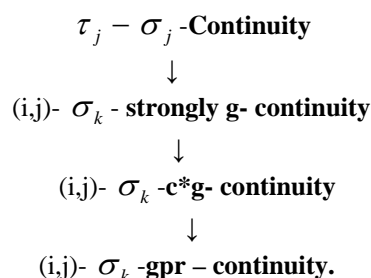 τ_j − σ_j -Continuity
↓
(i,j)- σ_k - strongly g- continuity
↓
(i,j)- σ_k -c*g- continuity
↓
(i,j)- σ_k -gpr – continuity.